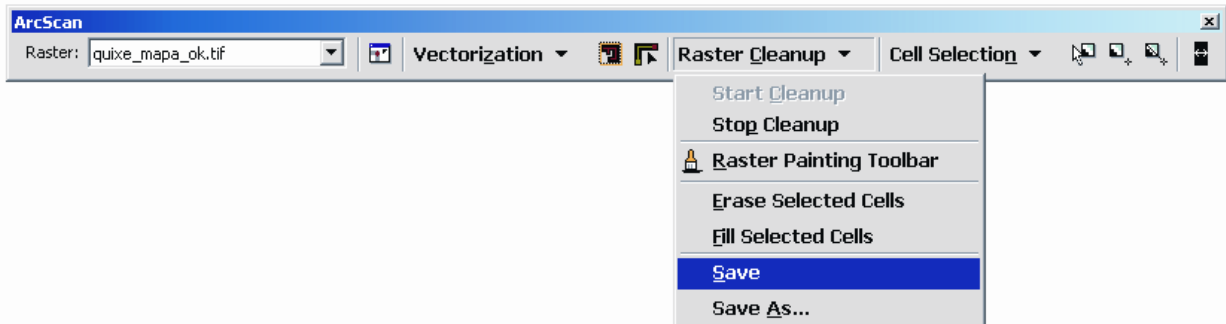 ArcScan
Raster: quixe_mapa_ok.tif Vectorization Raster Cleanup Cell Selection
Start Cleanup
Stop Cleanup
Raster Painting Toolbar
Erase Selected Cells
Fill Selected Cells
Save
Save As...